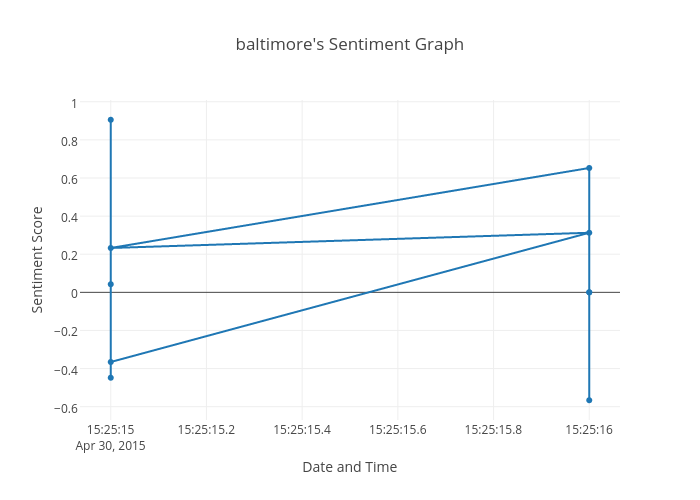 baltimore's Sentiment Graph
1
0.8
0.6
0.4
0.2
0
−0.2
−0.4
−0.6
Sentiment Score
15:25:15 15:25:15.2 15:25:15.4 15:25:15.6 15:25:15.8 15:25:16
Apr 30, 2015
Date and Time